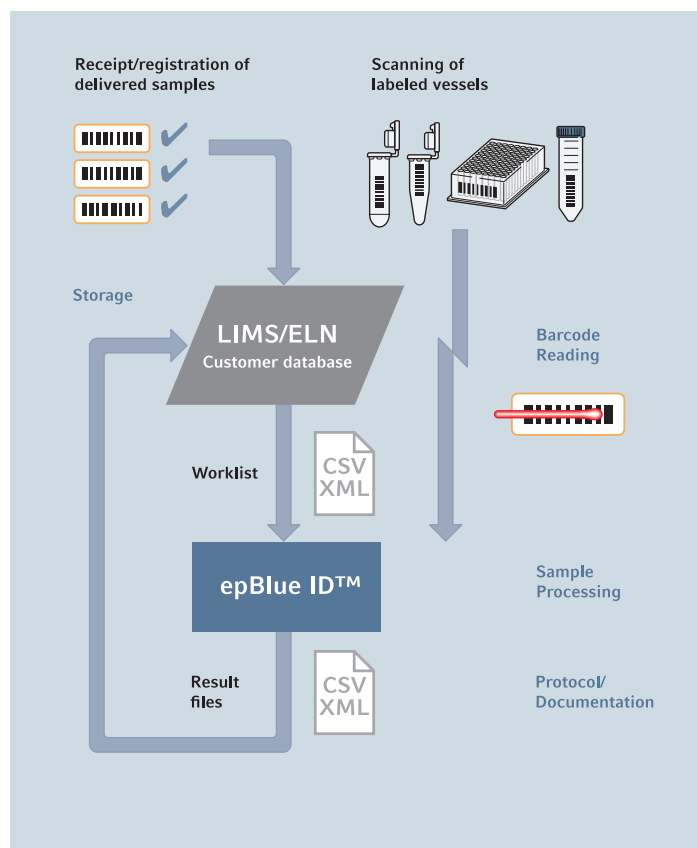 Receipt/registration of
delivered samples
Scanning of
labeled vessels
Storage
LIMS/ELN
Customer database
Barcode
Reading
Worklist
CSV
XML
epBlue ID™
Sample
Processing
Result
files
CSV
XML
Protocol/
Documentation